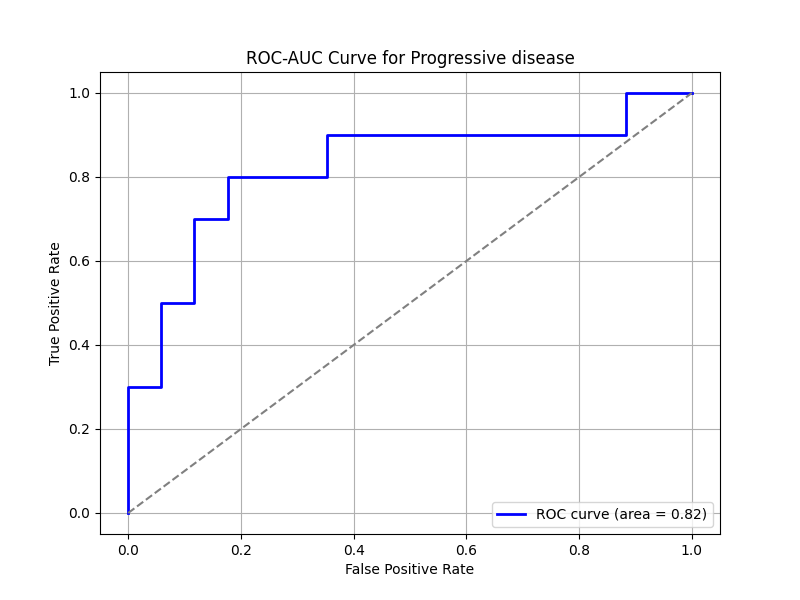 ROC-AUC Curve for Progressive disease
True Positive Rate
1.0
0.8
0.6
0.4
0.2
0.0
ROC curve (area = 0.82)
0.0 0.2 0.4 0.6 0.8 1.0
False Positive Rate